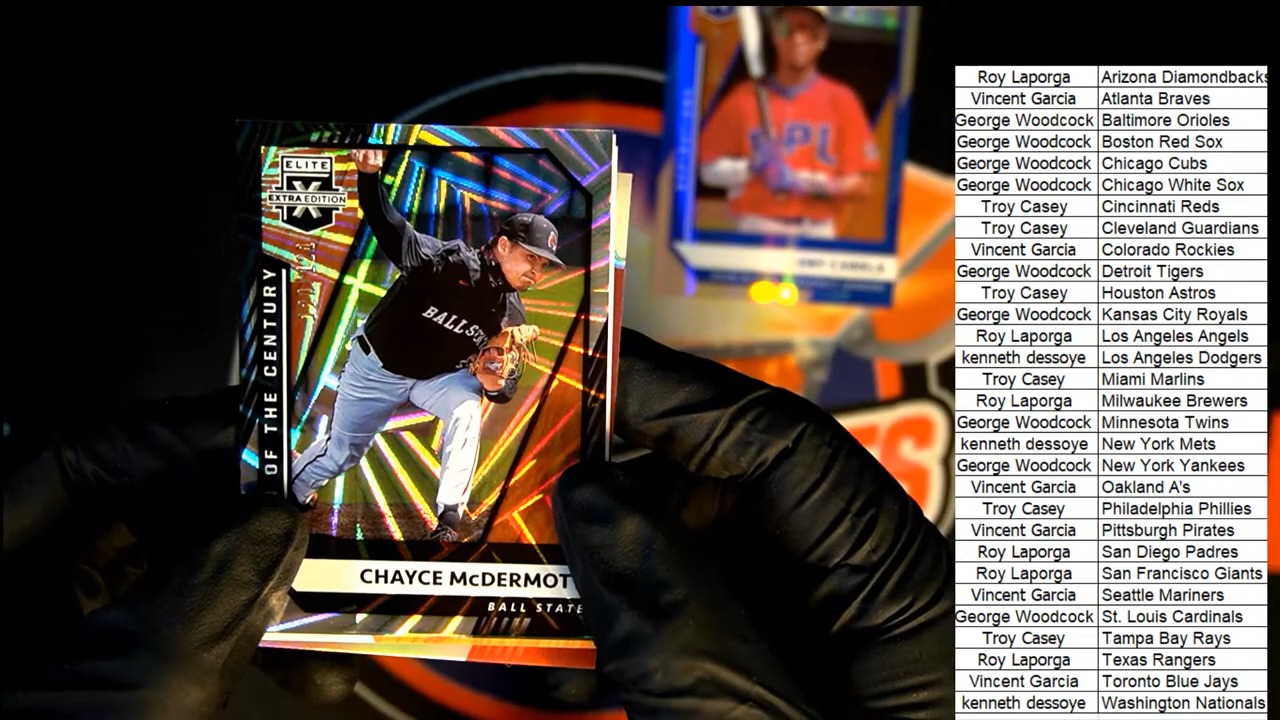 ELITE
X
EXTRA EDITION
OF THE CENTURY
BALL STATE
CHAYCE McDERMOT
BALL STATE
Roy Laporga Arizona Diamondbacks
Vincent Garcia Atlanta Braves
George Woodcock Baltimore Orioles
George Woodcock Boston Red Sox
George Woodcock Chicago Cubs
George Woodcock Chicago White Sox
Troy Casey Cincinnati Reds
Troy Casey Cleveland Guardians
Vincent Garcia Colorado Rockies
George Woodcock Detroit Tigers
Troy Casey Houston Astros
George Woodcock Kansas City Royals
Roy Laporga Los Angeles Angels
kenneth dessoye Los Angeles Dodgers
Troy Casey Miami Marlins
Roy Laporga Milwaukee Brewers
George Woodcock Minnesota Twins
kenneth dessoye New York Mets
George Woodcock New York Yankees
Vincent Garcia Oakland A's
Troy Casey Philadelphia Phillies
Vincent Garcia Pittsburgh Pirates
Roy Laporga San Diego Padres
Roy Laporga San Francisco Giants
Vincent Garcia Seattle Mariners
George Woodcock St. Louis Cardinals
Troy Casey Tampa Bay Rays
Roy Laporga Texas Rangers
Vincent Garcia Toronto Blue Jays
kenneth dessoye Washington Nationals